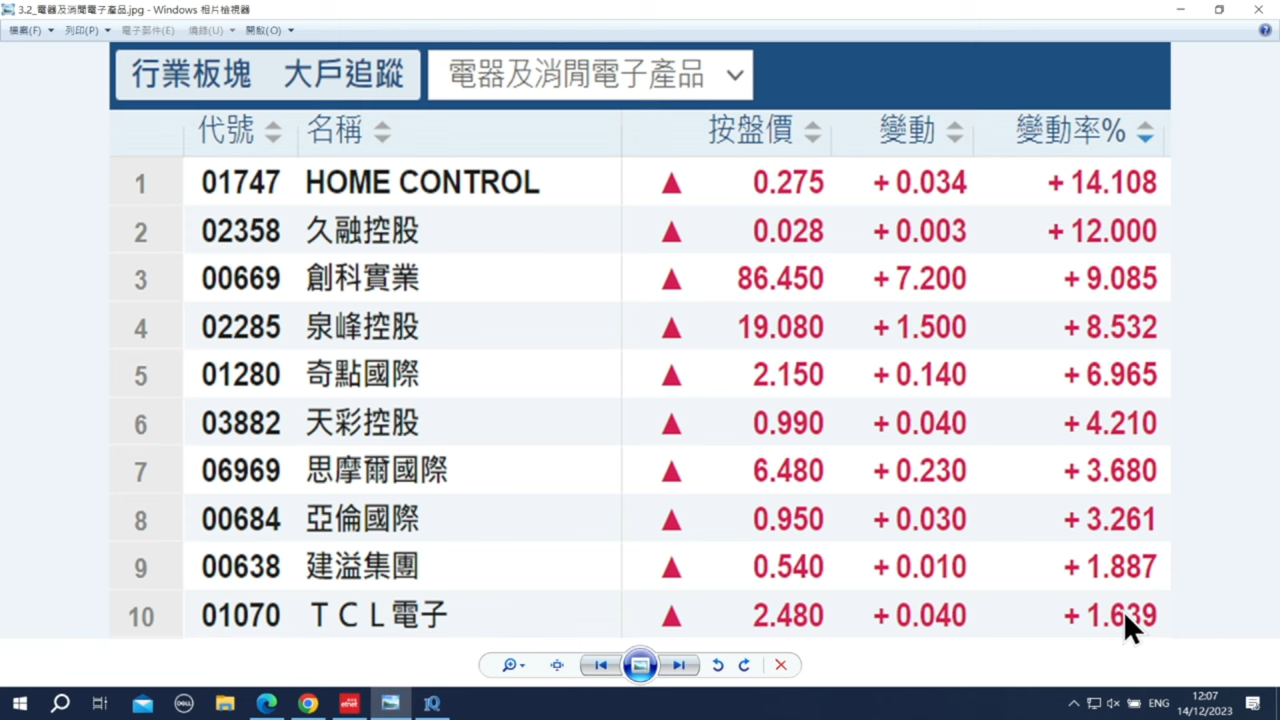 3.2_電器及消閒電子產品.jpg - Windows 相片檢視器
檔案(F) 列印(P) 電子郵件(E) 燒錄(U) 開啟(O)
行業板塊 大戶追蹤 電器及消閒電子產品
代號 名稱 按盤價 變動 變動率%
1 01747 HOME CONTROL ▲ 0.275 + 0.034 + 14.108
2 02358 久融控股 ▲ 0.028 + 0.003 + 12.000
3 00669 創科實業 ▲ 86.450 + 7.200 + 9.085
4 02285 泉峰控股 ▲ 19.080 + 1.500 + 8.532
5 01280 奇點國際 ▲ 2.150 + 0.140 + 6.965
6 03882 天彩控股 ▲ 0.990 + 0.040 + 4.210
7 06969 思摩爾國際 ▲ 6.480 + 0.230 + 3.680
8 00684 亞倫國際 ▲ 0.950 + 0.030 + 3.261
9 00638 建溢集團 ▲ 0.540 + 0.010 + 1.887
10 01070 ＴＣＬ電子 ▲ 2.480 + 0.040 + 1.639
DELL etnet IQ ENG 12:07
14/12/2023